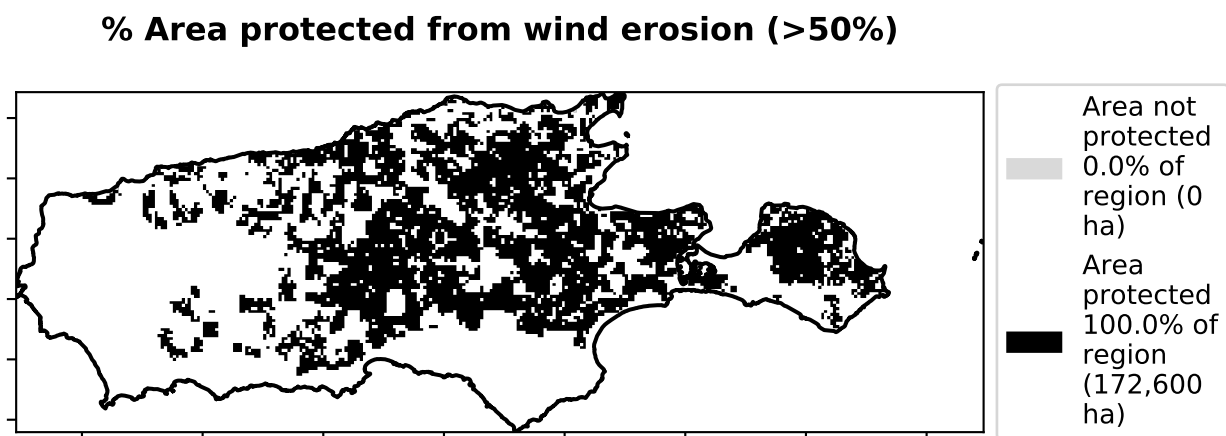 % Area protected from wind erosion (>50%)
Area not
protected
0.0% of
region (0
ha)
Area
protected
100.0% of
region
(172,600
ha)